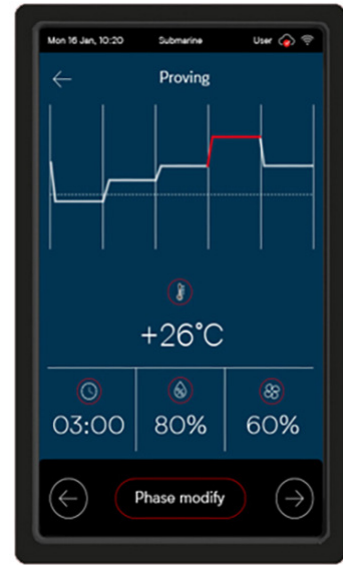 Mon 16 Jan, 10:20 Submarine User
Proving
+26°C
03:00 80% 60%
Phase modify